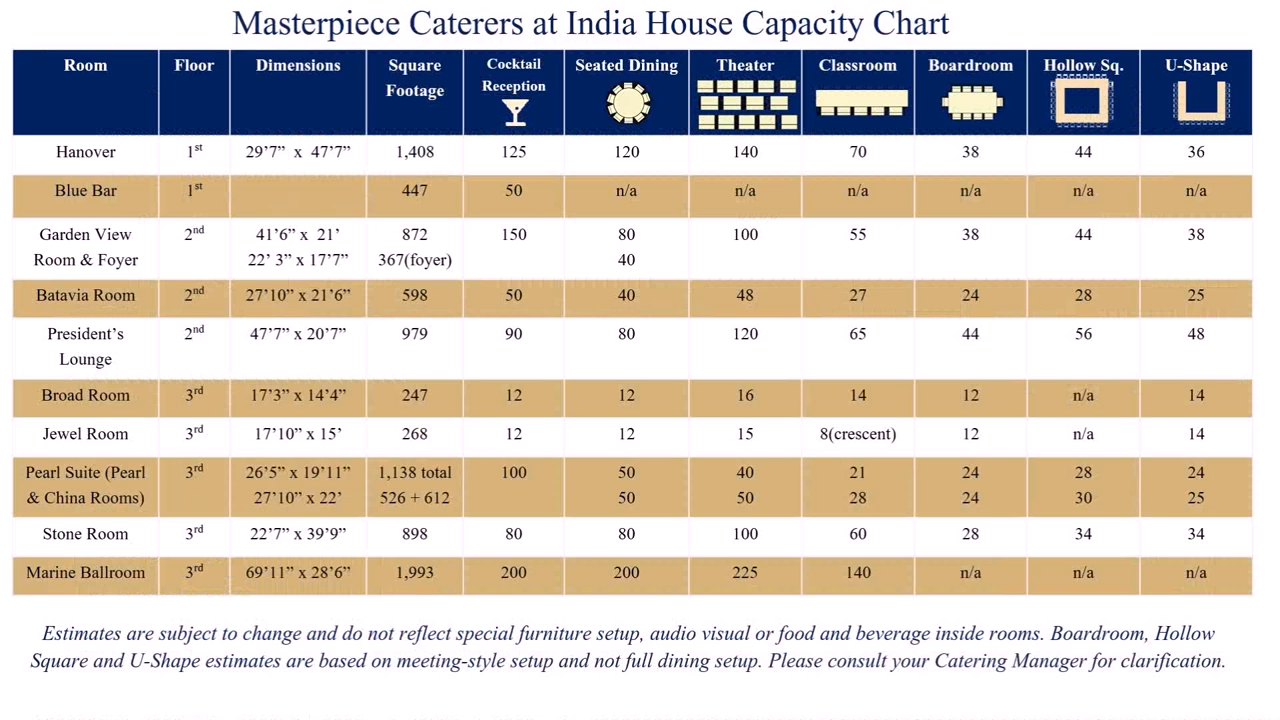 Masterpiece Caterers at India House Capacity Chart
Room Floor Dimensions Square Footage Cocktail Reception Seated Dining Theater Classroom Boardroom Hollow Sq. U-Shape
Hanover 1st 29’7” x 47’7” 1,408 125 120 140 70 38 44 36
Blue Bar 1st 447 50 n/a n/a n/a n/a n/a n/a
Garden View 2nd 41’6” x 21’ 872 150 80 100 55 38 44 38
Room & Foyer 22’ 3” x 17’7” 367(foyer) 40
Batavia Room 2nd 27’10” x 21’6” 598 50 40 48 27 24 28 25
President’s 2nd 47’7” x 20’7” 979 90 80 120 65 44 56 48
Lounge
Broad Room 3rd 17’3” x 14’4” 247 12 12 16 14 12 n/a 14
Jewel Room 3rd 17’10” x 15’ 268 12 12 15 8(crescent) 12 n/a 14
Pearl Suite (Pearl 3rd 26’5” x 19’11” 1,138 total 100 50 40 21 24 28 24
& China Rooms) 27’10” x 22’ 526 + 612 50 50 28 24 30 25
Stone Room 3rd 22’7” x 39’9” 898 80 80 100 60 28 34 34
Marine Ballroom 3rd 69’11” x 28’6” 1,993 200 200 225 140 n/a n/a n/a
Estimates are subject to change and do not reflect special furniture setup, audio visual or food and beverage inside rooms. Boardroom, Hollow
Square and U-Shape estimates are based on meeting-style setup and not full dining setup. Please consult your Catering Manager for clarification.